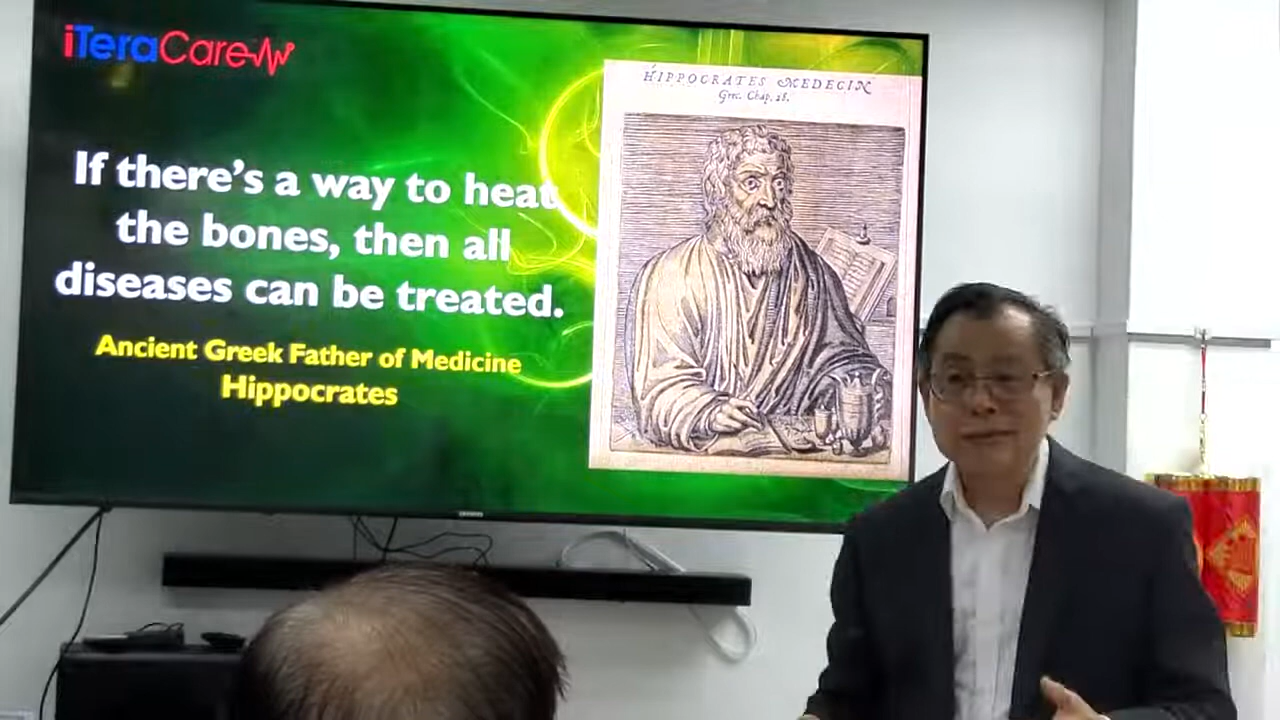 iTeraCare
HIPPOCRATES MEDECIN
Grec. Chap. 28.
If there's a way to heat
the bones, then all
diseases can be treated.
Ancient Greek Father of Medicine
Hippocrates